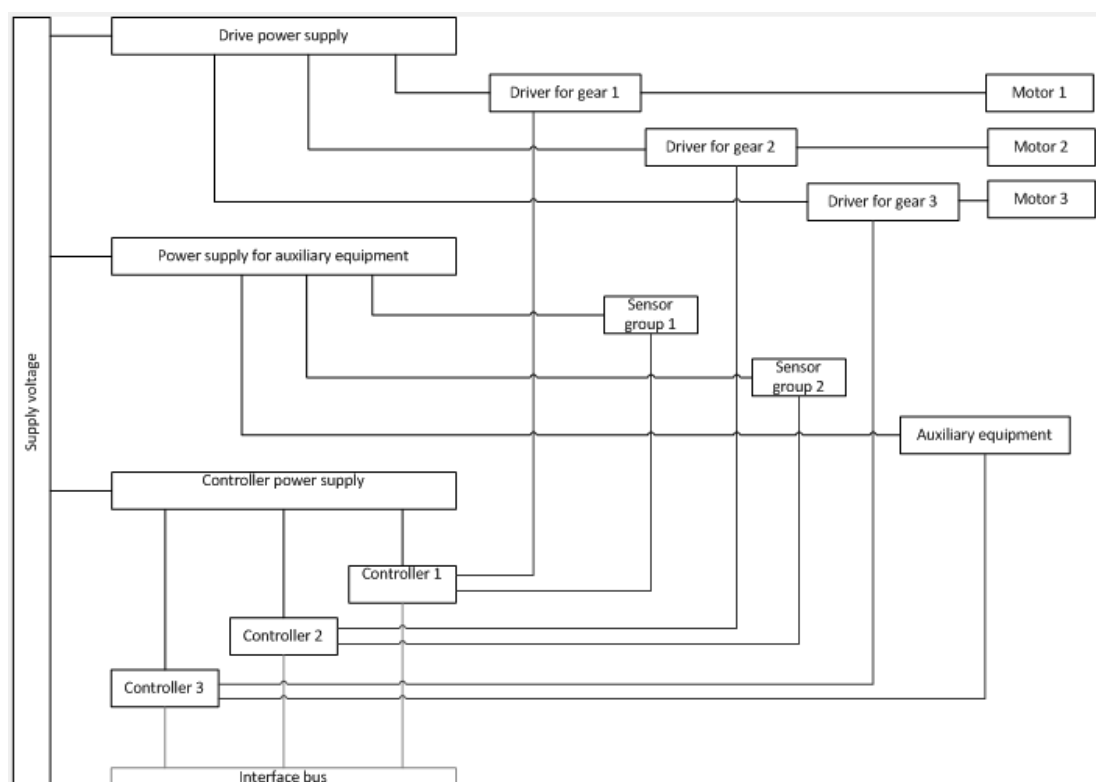 Drive power supply
Driver for gear 1
Motor 1
Driver for gear 2
Motor 2
Driver for gear 3
Motor 3
Power supply for auxiliary equipment
Sensor
group 1
Sensor
group 2
Supply voltage
Auxiliary equipment
Controller power supply
Controller 1
Controller 2
Controller 3
Interface bus